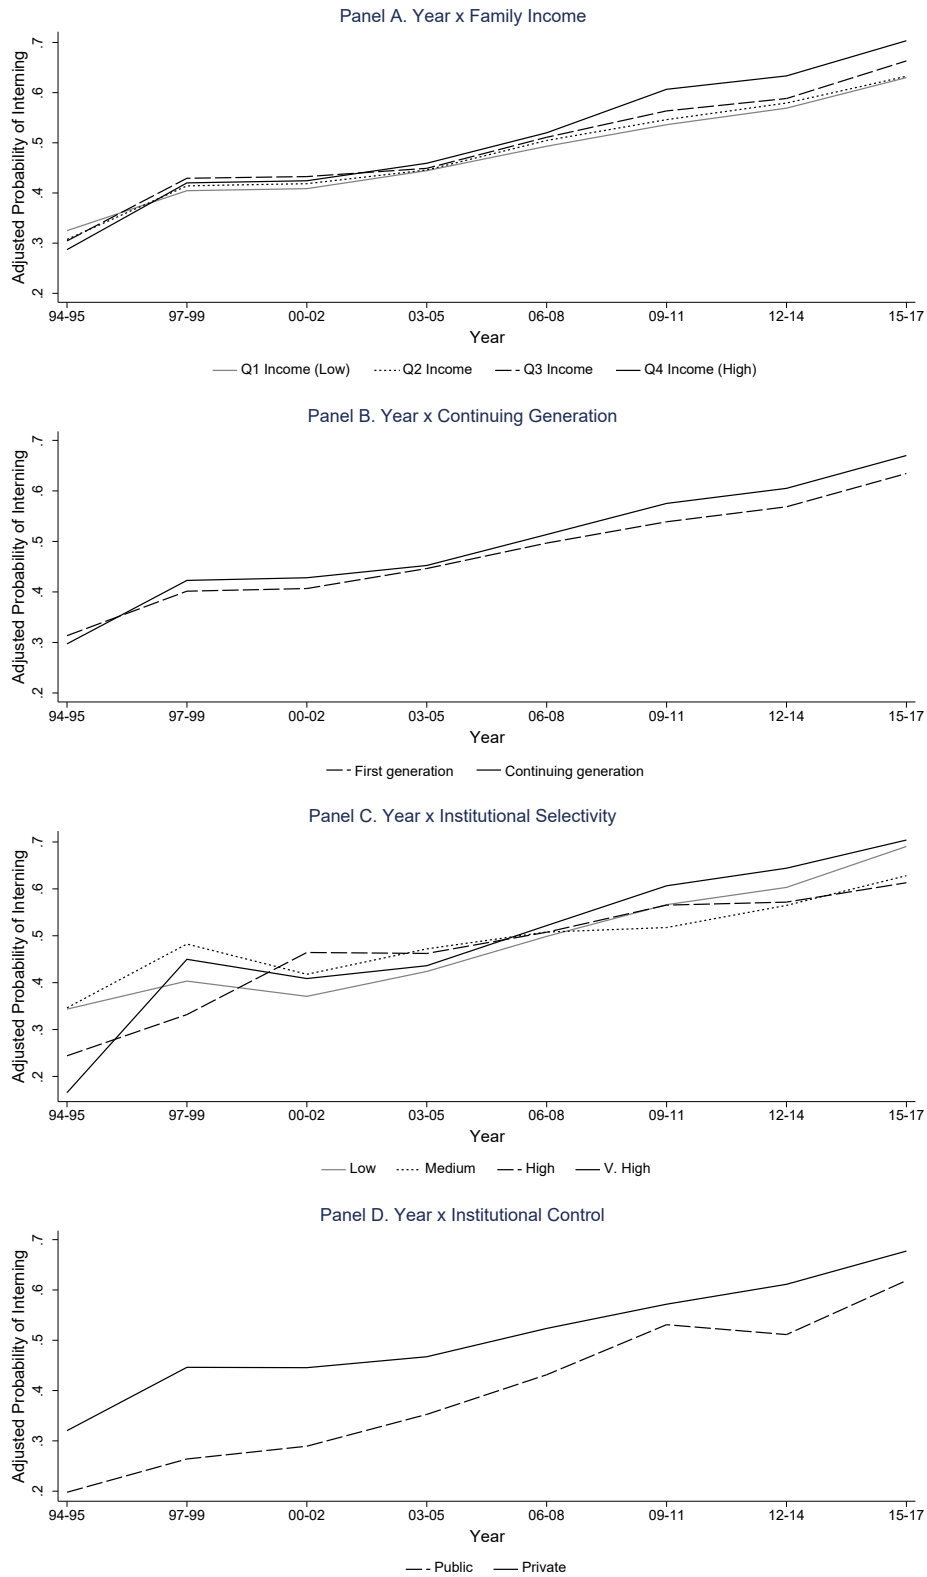 Panel A. Year x Family Income
Adjusted Probability of Interning
.7
.6
.5
.4
.3
.2
94-95 97-99 00-02 03-05 06-08 09-11 12-14 15-17
Year
Q1 Income (Low) Q2 Income Q3 Income Q4 Income (High)
Panel B. Year x Continuing Generation
Adjusted Probability of Interning
.7
.6
.5
.4
.3
.2
94-95 97-99 00-02 03-05 06-08 09-11 12-14 15-17
Year
First generation Continuing generation
Panel C. Year x Institutional Selectivity
Adjusted Probability of Interning
.7
.6
.5
.4
.3
.2
94-95 97-99 00-02 03-05 06-08 09-11 12-14 15-17
Year
Low Medium High V. High
Panel D. Year x Institutional Control
Adjusted Probability of Interning
.7
.6
.5
.4
.3
.2
94-95 97-99 00-02 03-05 06-08 09-11 12-14 15-17
Year
Public Private